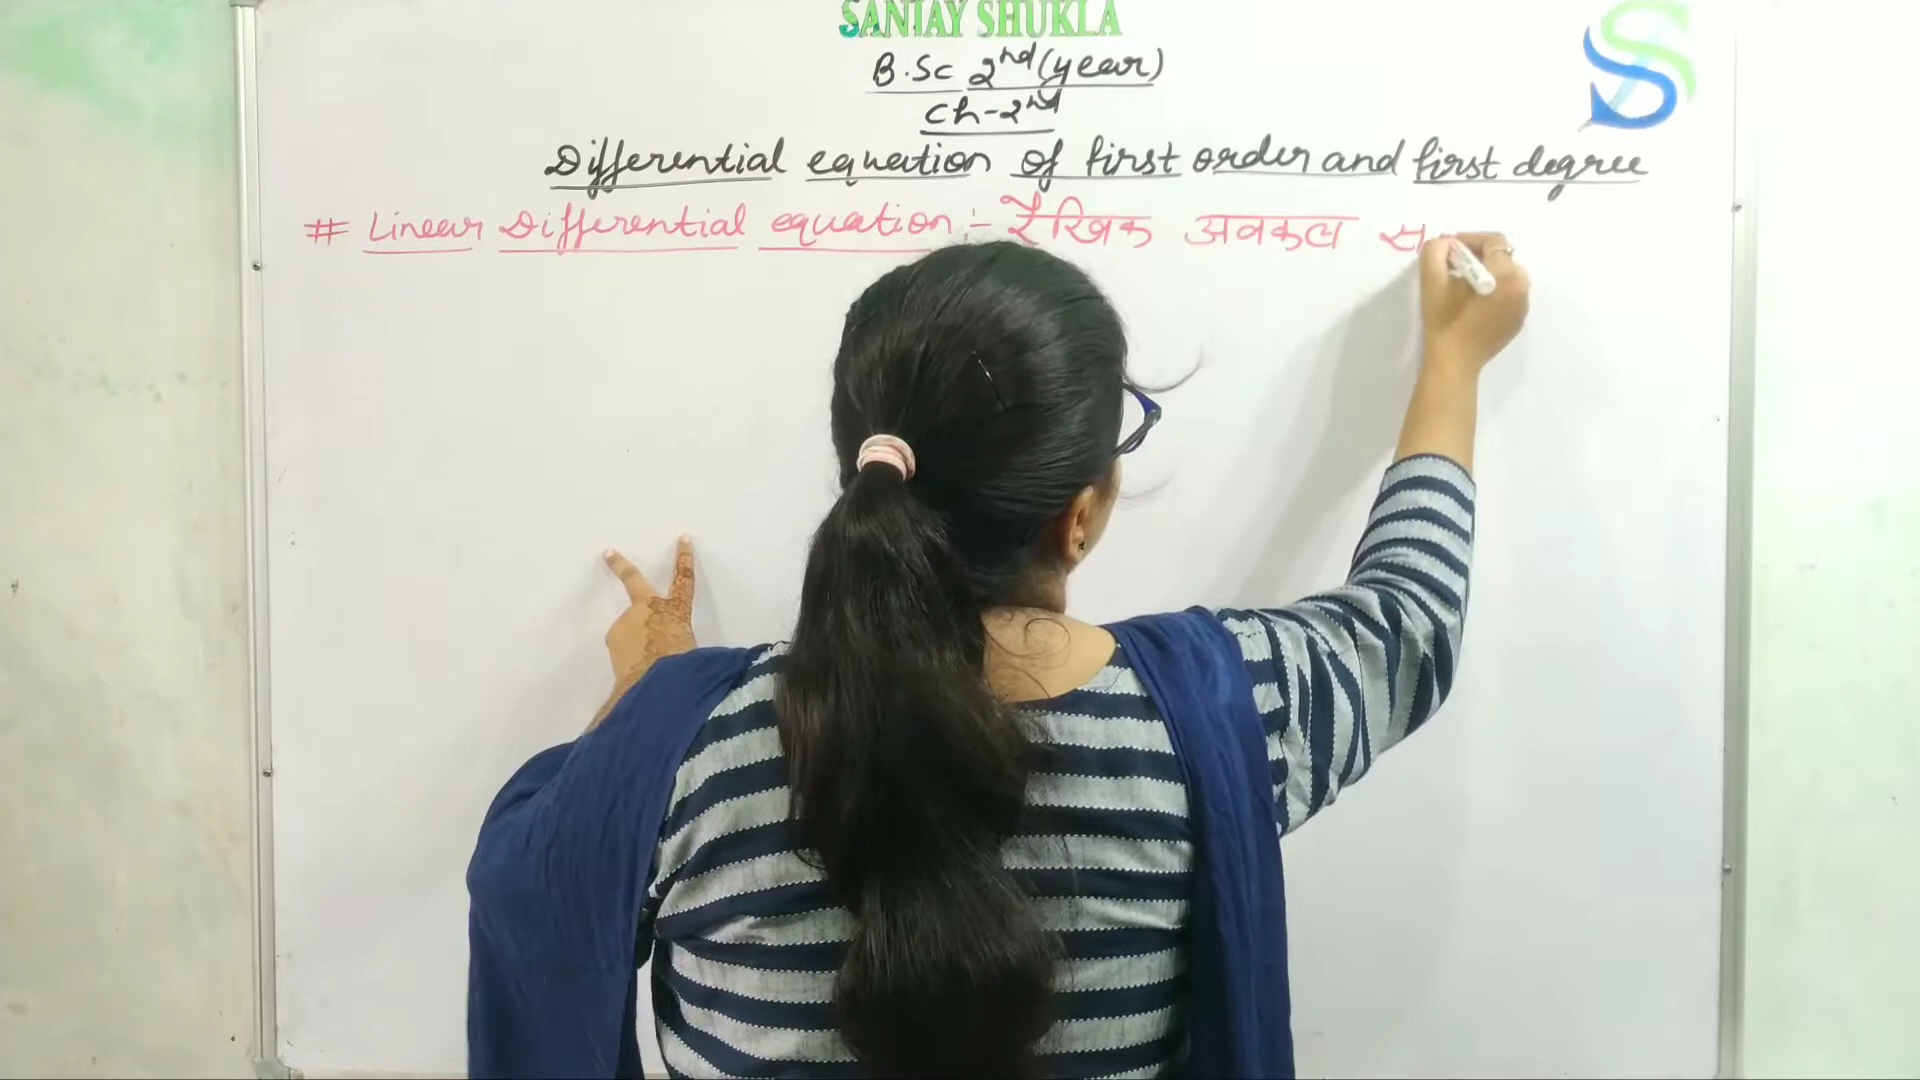 SANJAY SHUKLA
B.Sc 2nd (year)
Ch-2nd
Differential equation of first order and first degree
# Linear Differential equation :- रैखिक अवकल